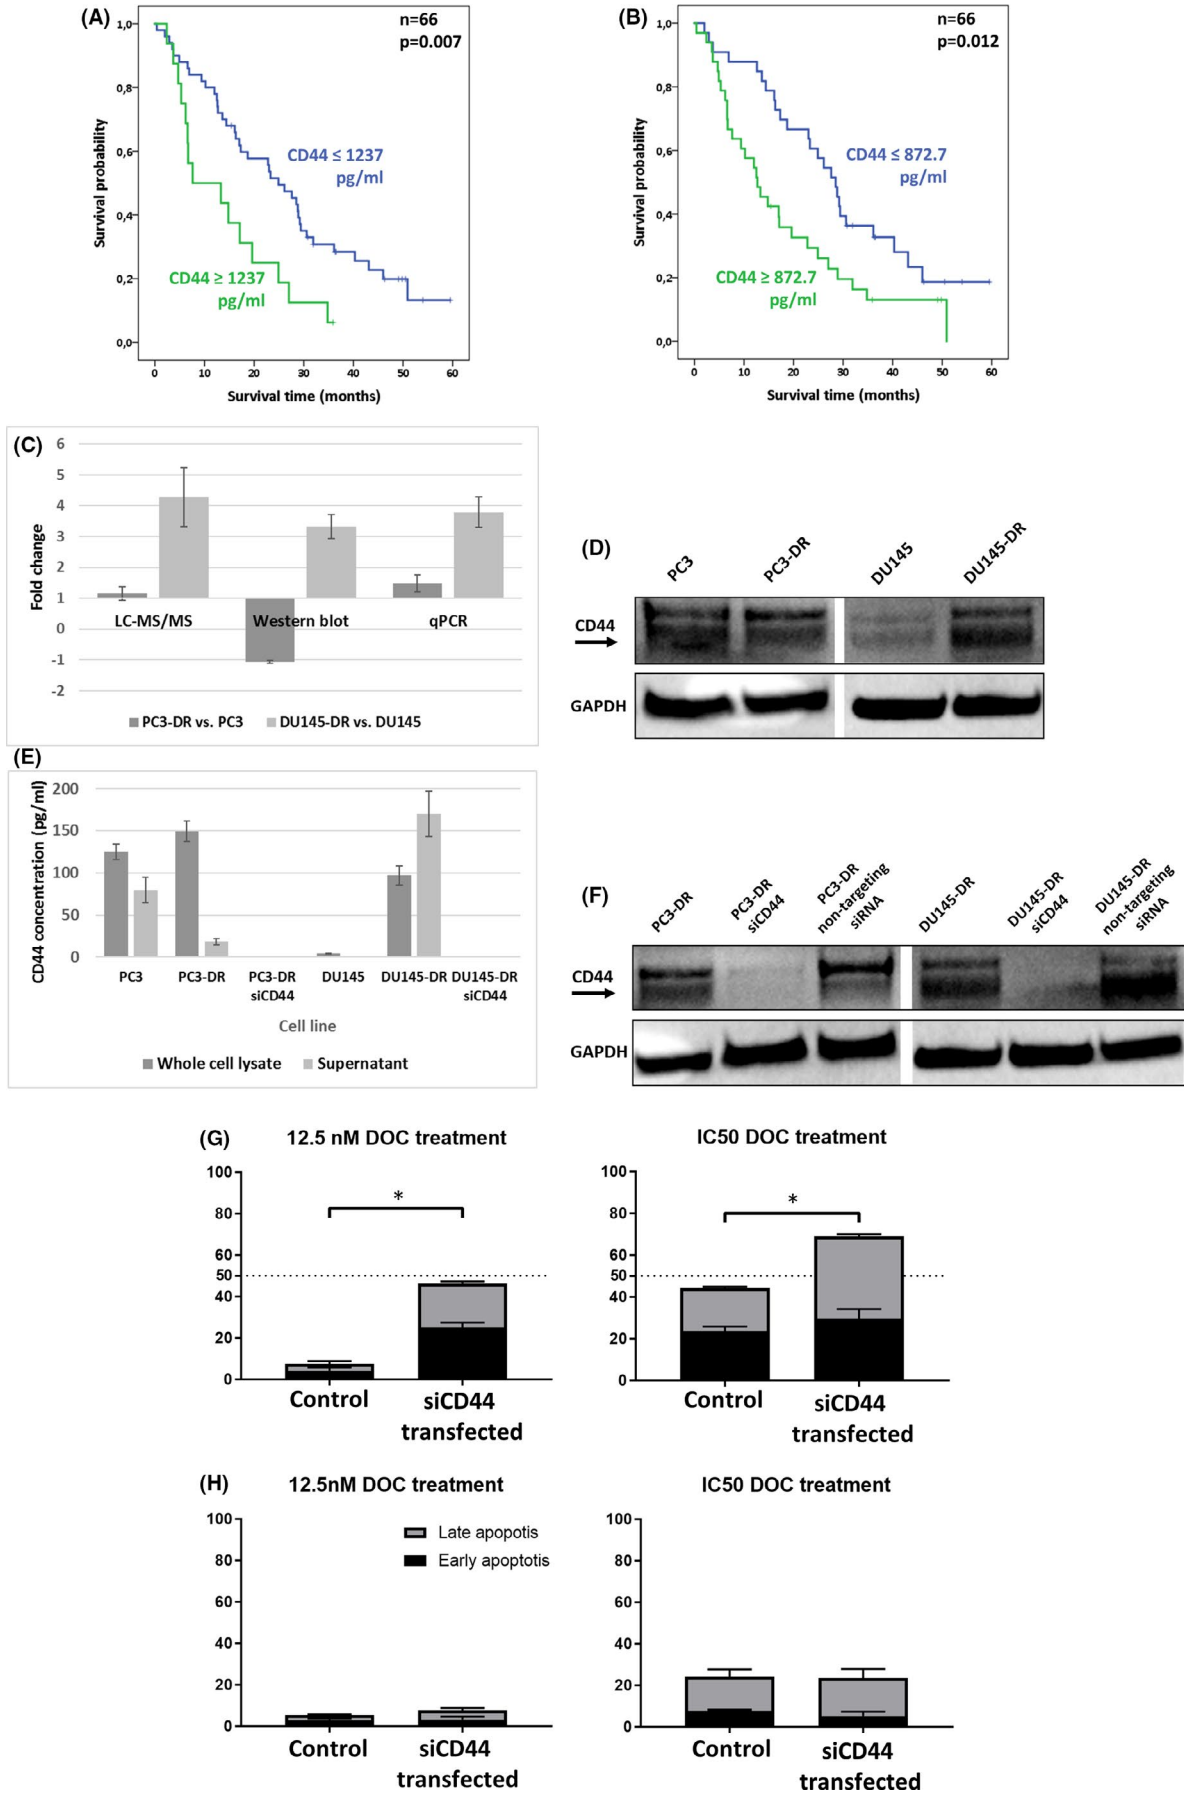 (A)
n=66
p=0.007
1,0
0,8
0,6
0,4
0,2
0,0
Survival probability
CD44 ≤ 1237
pg/ml
CD44 ≥ 1237
pg/ml
0 10 20 30 40 50 60
Survival time (months)
(B)
n=66
p=0.012
1,0
0,8
0,6
0,4
0,2
0,0
Survival probability
CD44 ≤ 872.7
pg/ml
CD44 ≥ 872.7
pg/ml
0 10 20 30 40 50 60
Survival time (months)
(C)
6
5
4
3
2
1
0
-1
-2
Fold change
LC-MS/MS Western blot qPCR
PC3-DR vs. PC3 DU145-DR vs. DU145
(D)
PC3 PC3-DR DU145 DU145-DR
CD44
GAPDH
(E)
200
150
100
50
0
CD44 concentration (pg/ml)
PC3 PC3-DR PC3-DR DU145 DU145-DR DU145-DR
siCD44 siCD44
Cell line
Whole cell lysate Supernatant
(F)
PC3-DR
PC3-DR
siCD44
PC3-DR
non-targeting
siRNA
DU145-DR
DU145-DR
siCD44
DU145-DR
non-targeting
siRNA
CD44
GAPDH
(G)
12.5 nM DOC treatment
100
80
60
50
40
20
0
*
Control siCD44
transfected
IC50 DOC treatment
100
80
60
50
40
20
0
*
Control siCD44
transfected
(H)
12.5nM DOC treatment
100
80
60
40
20
0
Late apopotis
Early apoptotis
Control siCD44
transfected
IC50 DOC treatment
100
80
60
40
20
0
Control siCD44
transfected